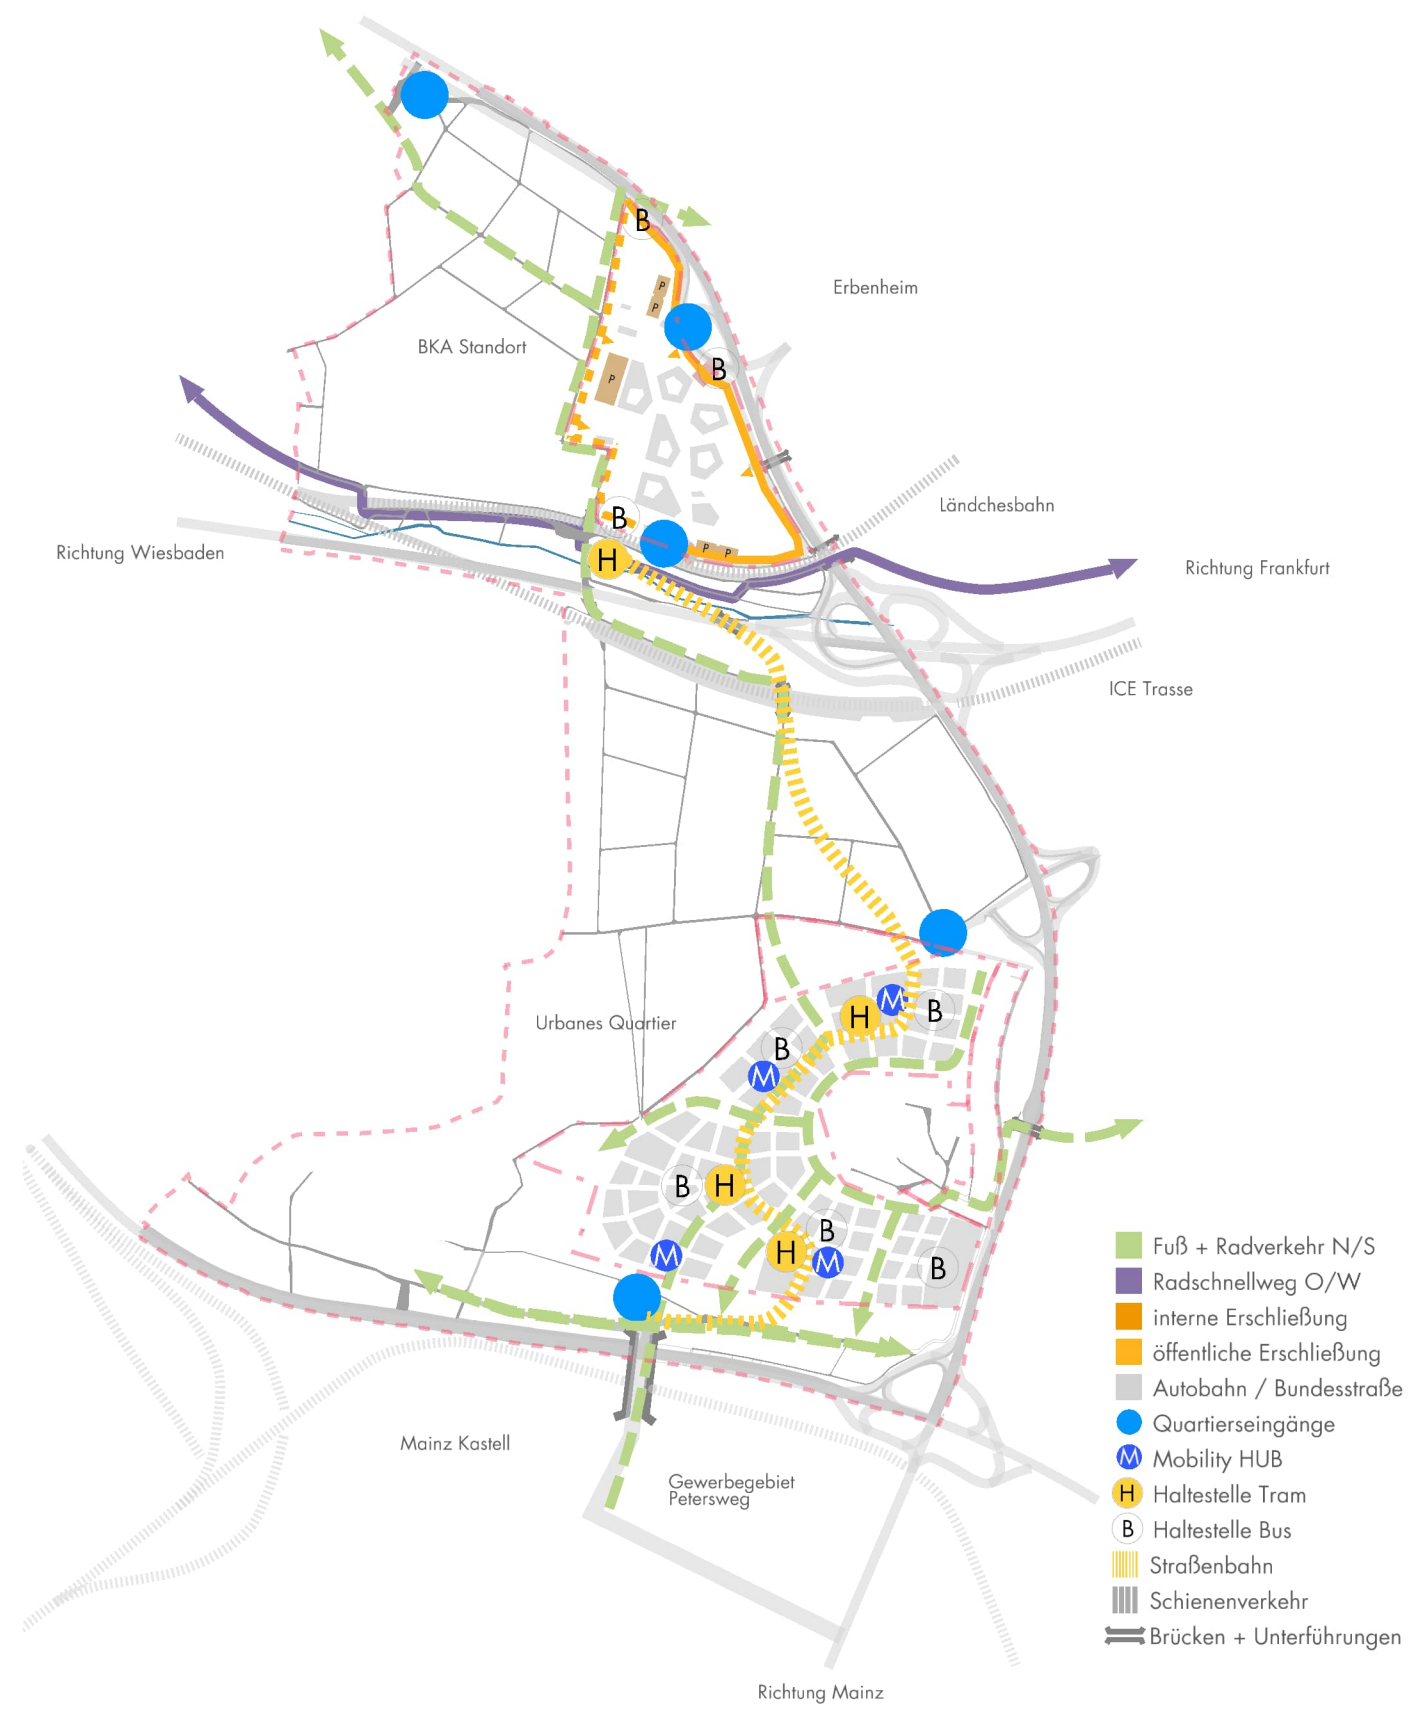 B
Erbenheim
P
P
BKA Standort
B
P
Ländchesbahn
B
P
P
H
Richtung Wiesbaden
Richtung Frankfurt
ICE Trasse
M
B
H
Urbanes Quartier
B
M
B
H
B
H
M
M
B
Fuß + Radverkehr N/S
Radschnellweg O/W
interne Erschließung
öffentliche Erschließung
Autobahn / Bundesstraße
Quartierseingänge
M Mobility HUB
H Haltestelle Tram
B Haltestelle Bus
Straßenbahn
Schienenverkehr
Brücken + Unterführungen
Mainz Kastell
Gewerbegebiet
Petersweg
Richtung Mainz